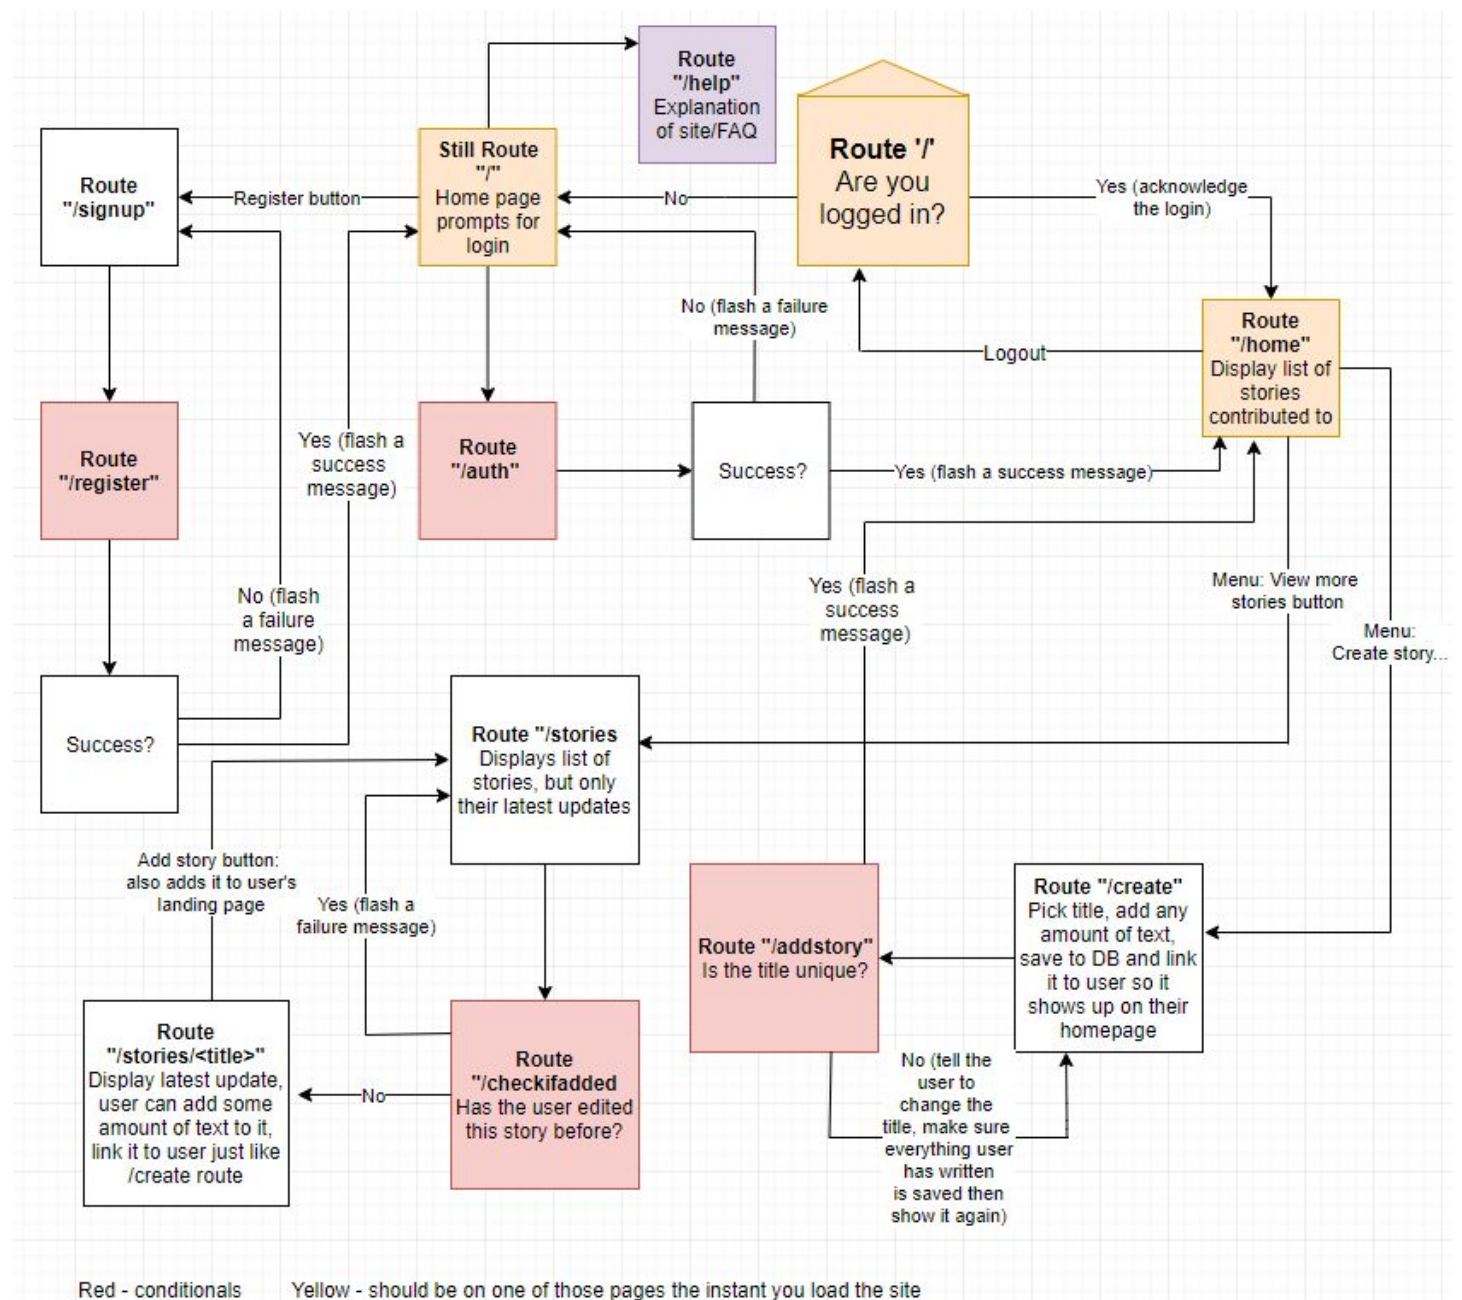 Route
"/help"
Explanation
of site/FAQ
Route '/'
Are you
logged in?
Still Route
"/"
Home page
prompts for
login
Route
"/signup"
Register button
No
Yes (acknowledge
the login)
No (flash a failure
message)
Route
"/home"
Display list of
stories
contributed to
Logout
Route
"/register"
Yes (flash a
success
message)
Route
"/auth"
Success?
Yes (flash a success message)
No (flash
a failure
message)
Yes (flash a
success
message)
Menu: View more
stories button
Menu:
Create story...
Success?
Route "/stories
Displays list of
stories, but only
their latest updates
Add story button:
also adds it to user's
landing page
Yes (flash a
failure message)
Route "/addstory"
Is the title unique?
Route "/create"
Pick title, add any
amount of text,
save to DB and link
it to user so it
shows up on their
homepage
Route
"/stories/<title>"
Display latest update,
user can add some
amount of text to it,
link it to user just like
/create route
No
Route
"/checkifadded
Has the user edited
this story before?
No (tell the
user to
change the
title, make sure
everything user
has written
is saved then
show it again)
Red - conditionals
Yellow - should be on one of those pages the instant you load the site